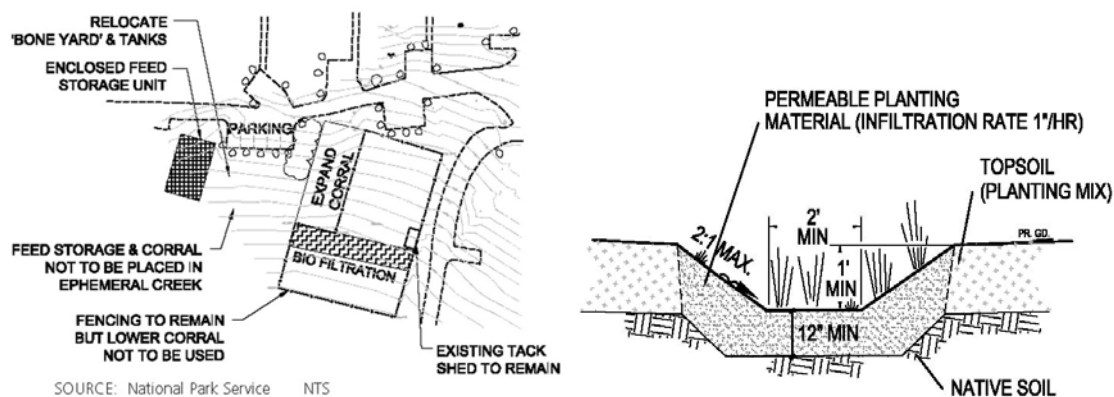 RELOCATE
'BONE YARD' & TANKS
ENCLOSED FEED
STORAGE UNIT
PARKING
EXPAND
CORRAL
BIO FILTRATION
FEED STORAGE & CORRAL
NOT TO BE PLACED IN
EPHEMERAL CREEK
FENCING TO REMAIN
BUT LOWER CORRAL
NOT TO BE USED
EXISTING TACK
SHED TO REMAIN
SOURCE: National Park Service NTS
PERMEABLE PLANTING
MATERIAL (INFILTRATION RATE 1"/HR)
TOPSOIL
(PLANTING MIX)
2'
MIN
PR. GD.
2:1 MAX.
1'
MIN
12" MIN
NATIVE SOIL